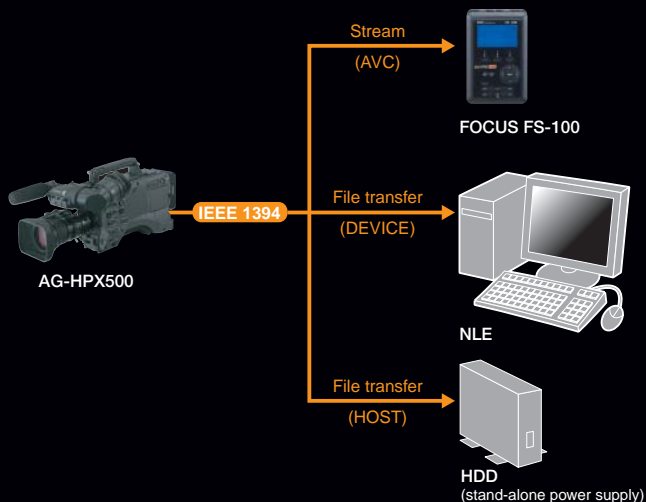 Stream
(AVC)
FOCUS FS-100
IEEE 1394
File transfer
(DEVICE)
AG-HPX500
NLE
File transfer
(HOST)
HDD
(stand-alone power supply)